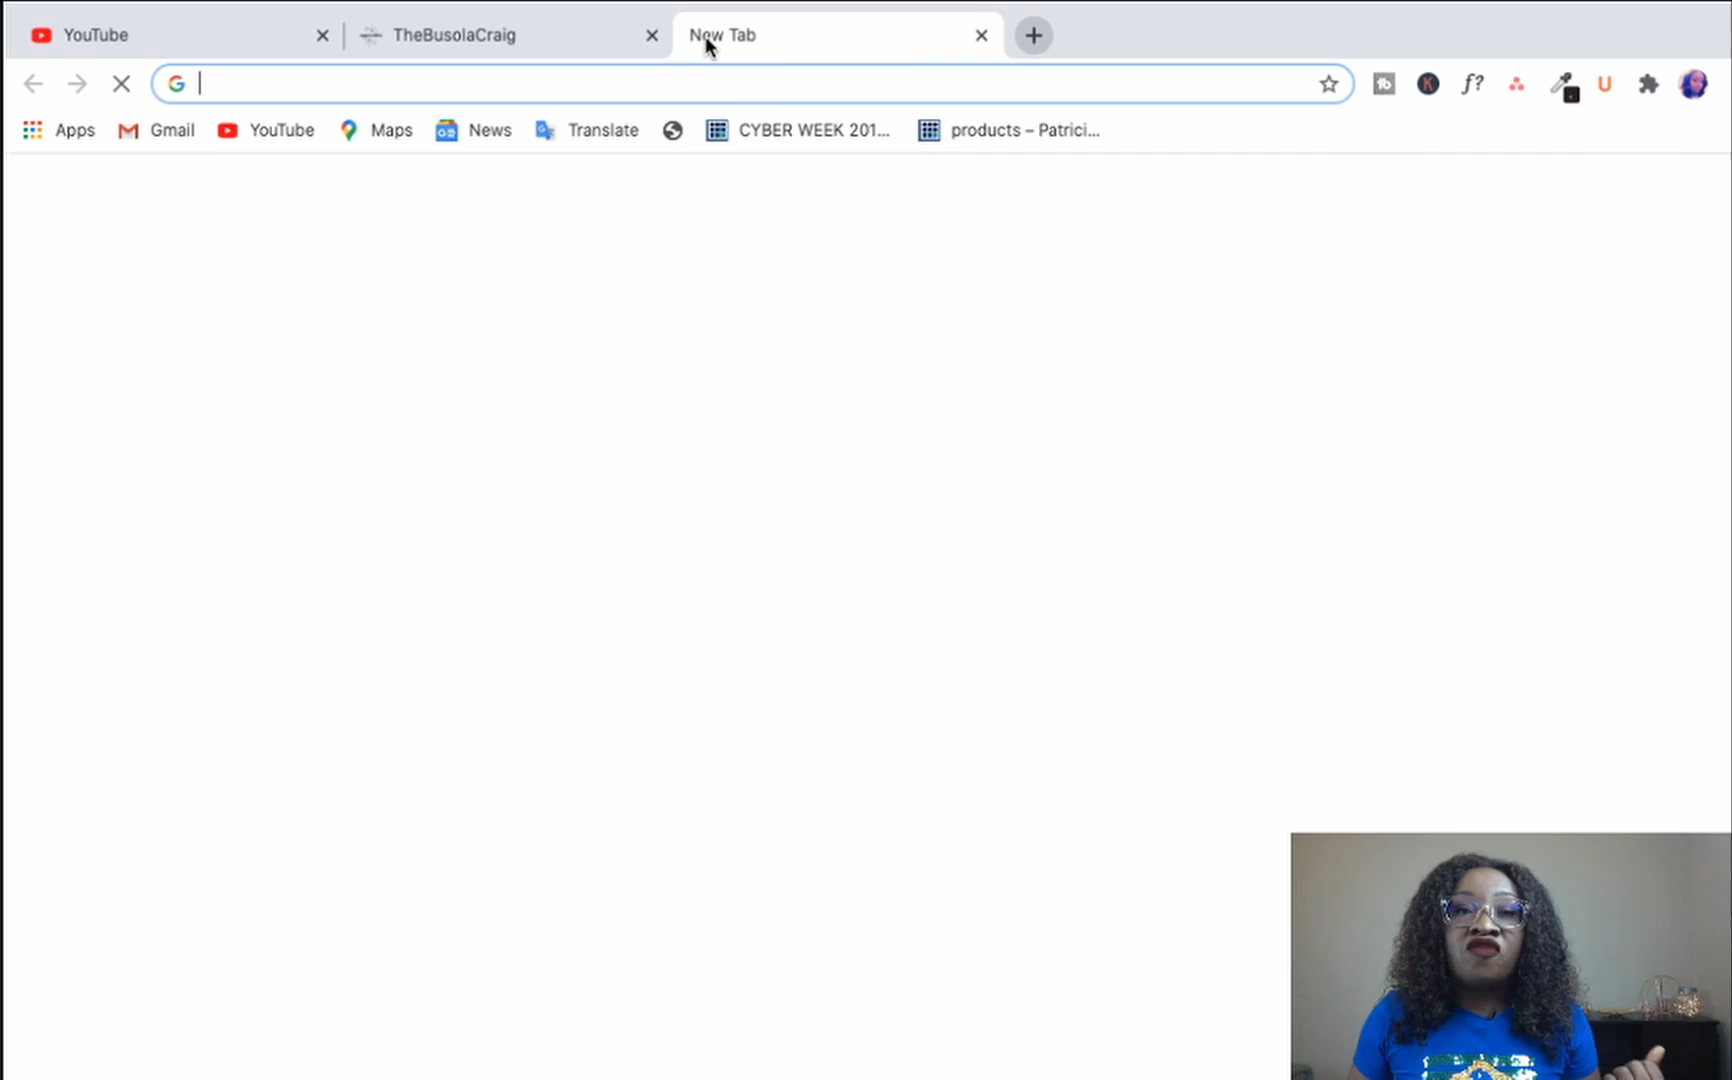 YouTube TheBusolaCraig New Tab
Apps Gmail YouTube Maps News Translate CYBER WEEK 201... products – Patrici...